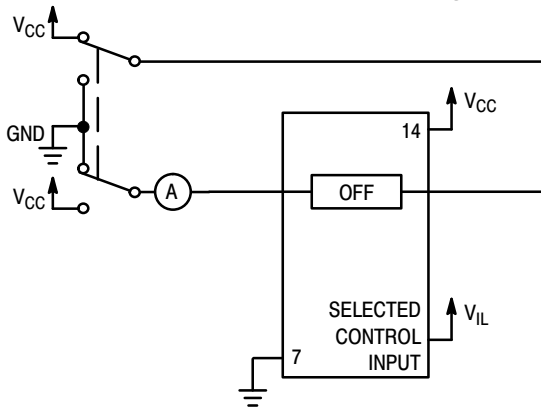 VCC
GND
VCC
A
14
VCC
OFF
SELECTED
CONTROL
INPUT
VIL
7